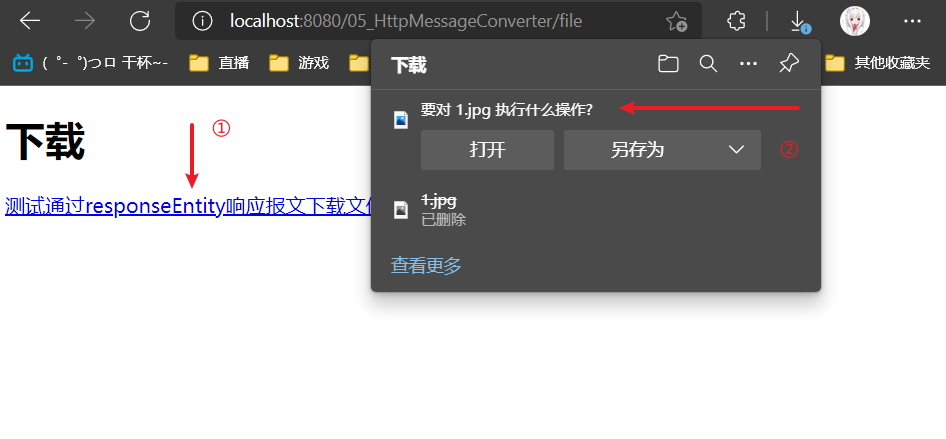 localhost:8080/05_HttpMessageConverter/file
(゜-゜)つロ 干杯~-
直播
游戏
其他收藏夹
下载
要对 1.jpg 执行什么操作?
打开
另存为
②
1.jpg
已删除
查看更多
下载
①
测试通过responseEntity响应报文下载文